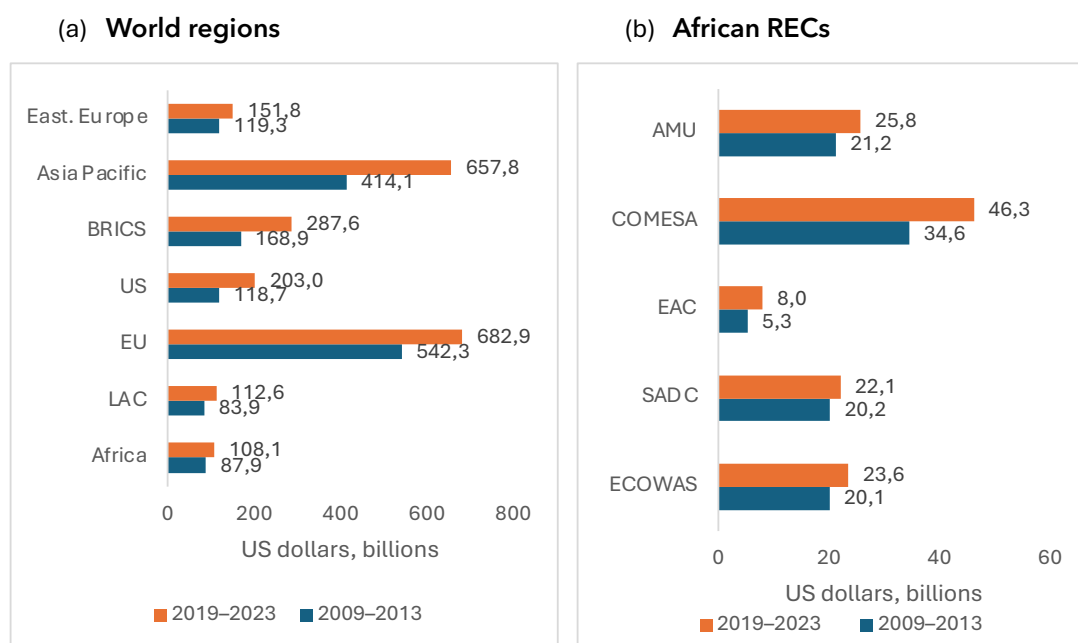 (a) World regions
East. Europe
151,8
119,3
Asia Pacific
657,8
414,1
BRICS
287,6
168,9
US
203,0
118,7
EU
682,9
542,3
LAC
112,6
83,9
Africa
108,1
87,9
0 200 400 600 800
US dollars, billions
2019–2023 2009–2013
(b) African RECs
AMU
25,8
21,2
COMESA
46,3
34,6
EAC
8,0
5,3
SADC
22,1
20,2
ECOWAS
23,6
20,1
0 20 40 60
US dollars, billions
2019–2023 2009–2013